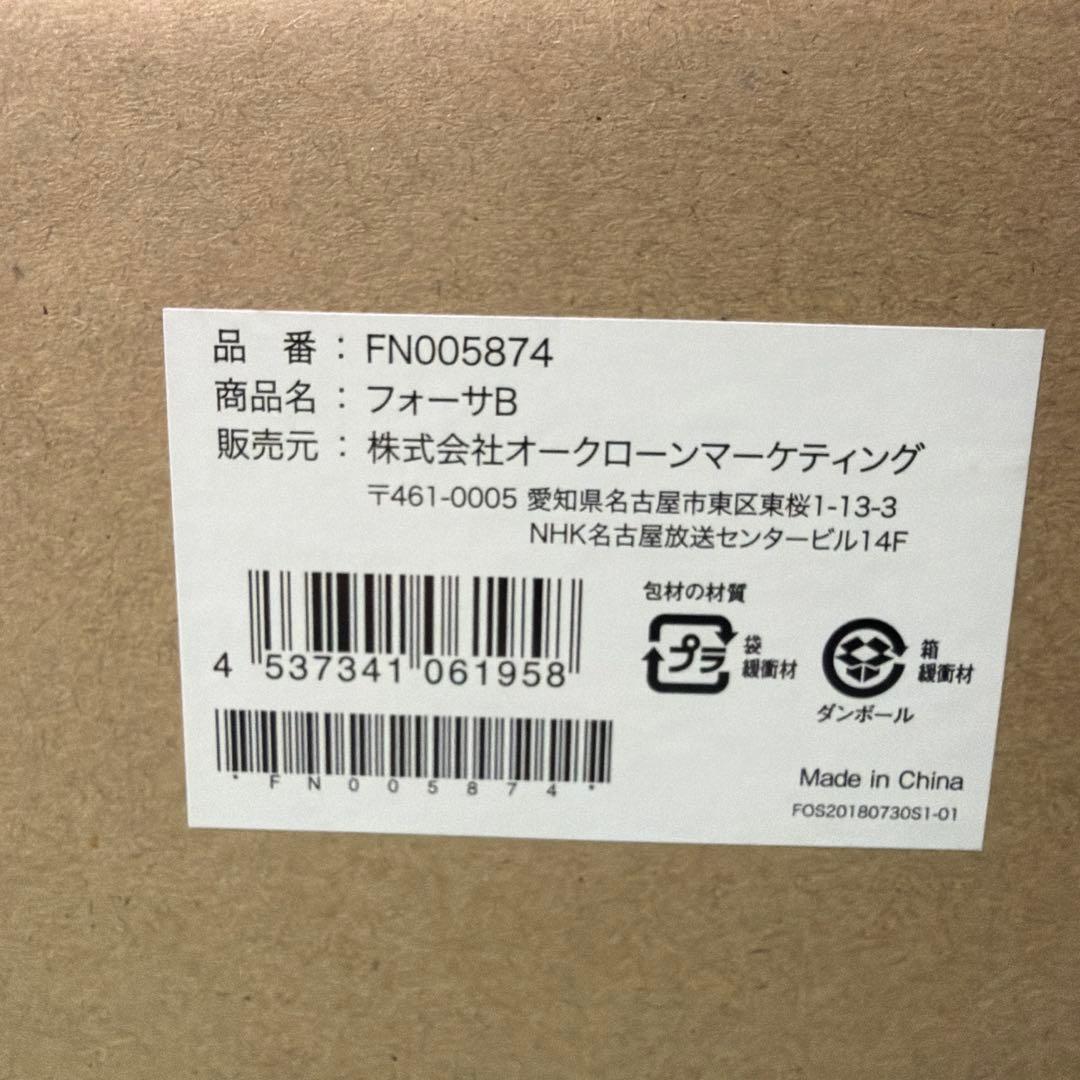 品 番：FN005874
商品名：フォーサB
販売元：株式会社オークローンマーケティング
〒461-0005 愛知県名古屋市東区東桜1-13-3
NHK名古屋放送センタービル14F
4 537341 061958
*FN005874*
包材の材質
プラ 袋
緩衝材
箱
緩衝材
ダンボール
Made in China
FOS20180730S1-01